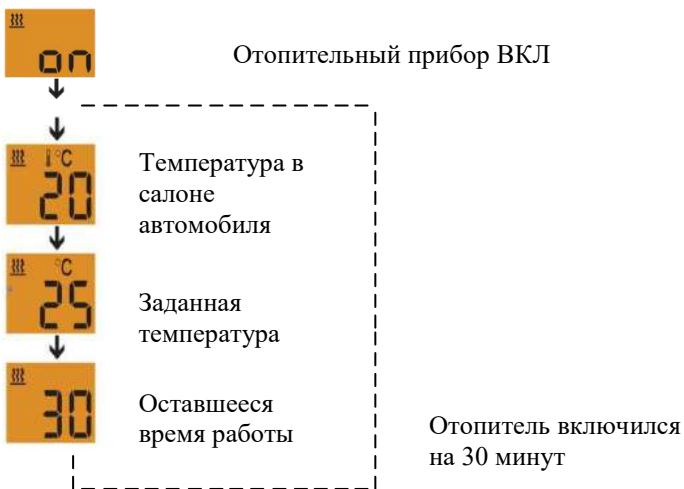 on
Отопительный прибор ВКЛ
°C
20
Температура в
салоне
автомобиля
°C
25
Заданная
температура
30
Оставшееся
время работы
Отопитель включился
на 30 минут